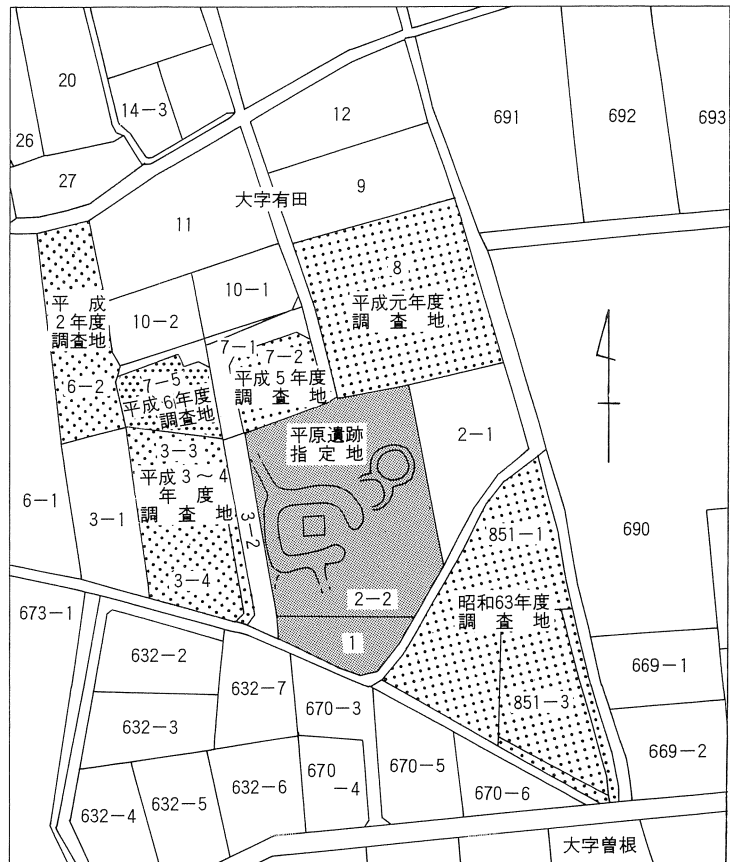 20
14-3
26
27
12
691
692
693
9
大字有田
11
8
平成元年度
調査地
10-1
10-2
平成
2年度
調査地
6-2
7-1
7-2
平成5年度
調査地
7-5
平成6年度
調査地
平原遺跡
指定地
2-1
3-3
平成3～4
年度
調査地
3-4
6-1
3-1
3-2
2-2
1
851-1
690
昭和63年度
調査地
851-3
673-1
632-2
632-7
632-3
670-3
669-1
669-2
632-4
632-5
632-6
670
-4
670-5
670-6
大字曽根